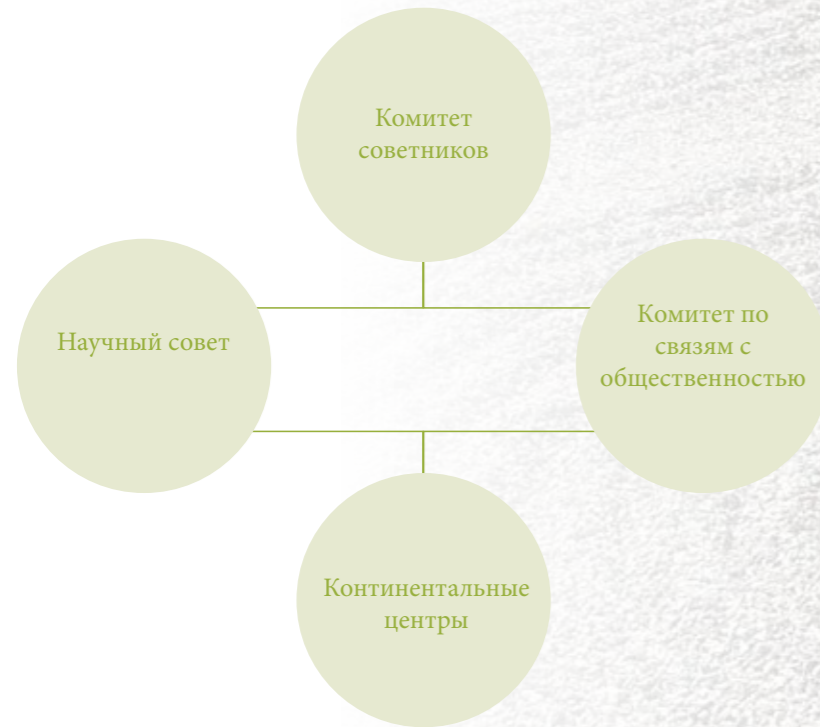 Комитет
советников
Научный совет
Комитет по
связям с
общественностью
Континентальные
центры